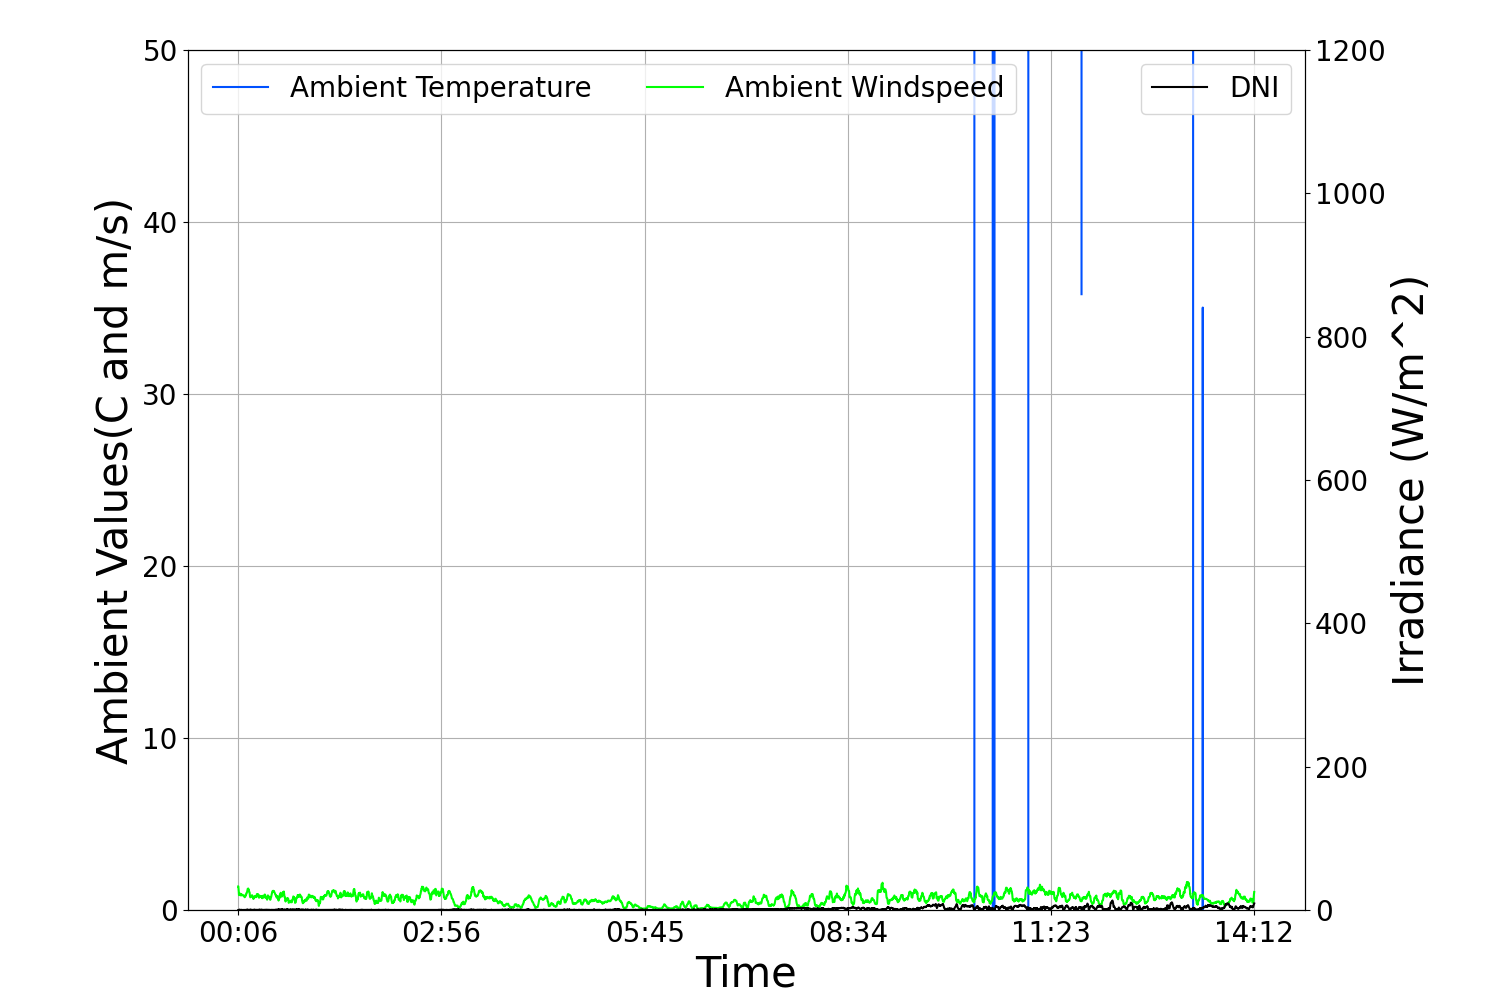 Ambient Temperature Ambient Windspeed DNI
Ambient Values(C and m/s)
50
40
30
20
10
0
1200
1000
800
600
400
200
0
Irradiance (W/m^2)
00:06 02:56 05:45 08:34 11:23 14:12
Time